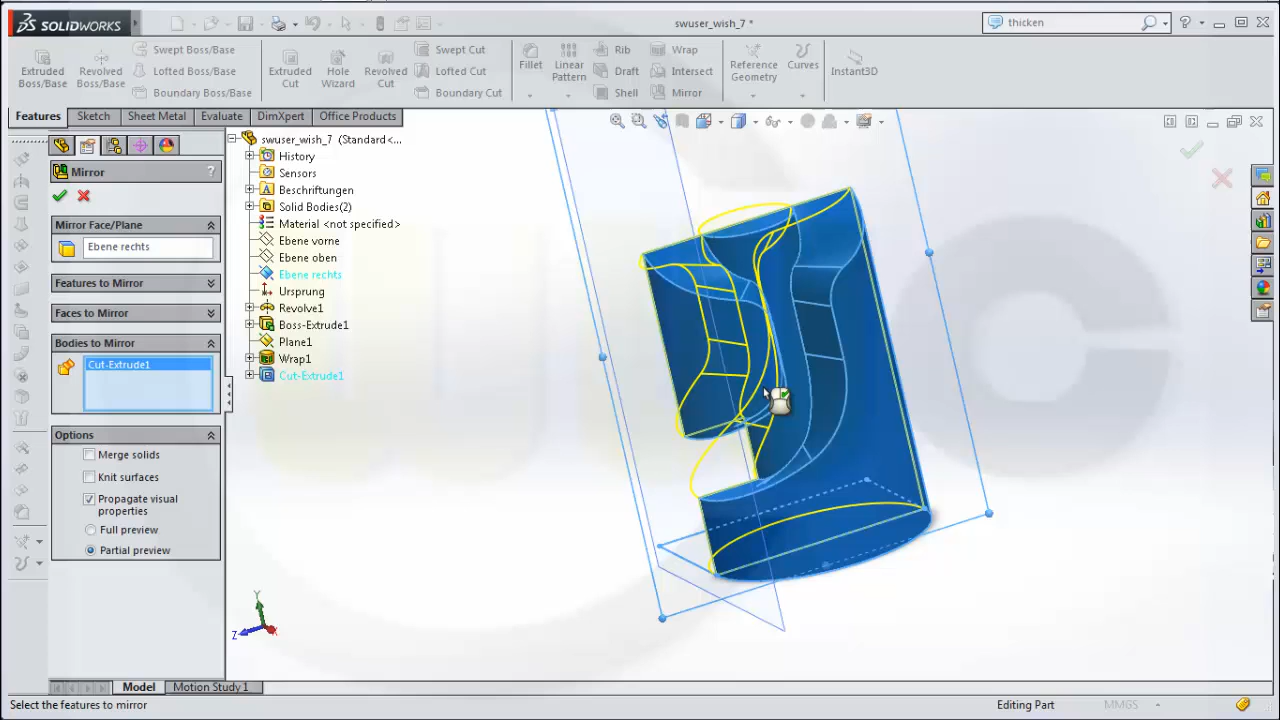 SOLIDWORKS
swuser_wish_7 *
thicken
Extruded Boss/Base
Revolved Boss/Base
Swept Boss/Base
Lofted Boss/Base
Boundary Boss/Base
Extruded Cut
Hole Wizard
Revolved Cut
Swept Cut
Lofted Cut
Boundary Cut
Fillet
Linear Pattern
Rib
Draft
Shell
Wrap
Intersect
Mirror
Reference Geometry
Curves
Instant3D
Features
Sketch
Sheet Metal
Evaluate
DimXpert
Office Products
Mirror
?
Mirror Face/Plane
Ebene rechts
Features to Mirror
Faces to Mirror
Bodies to Mirror
Cut-Extrude1
Options
Merge solids
Knit surfaces
Propagate visual
properties
Full preview
Partial preview
swuser_wish_7 (Standard<...
History
Sensors
Beschriftungen
Solid Bodies(2)
Material <not specified>
Ebene vorne
Ebene oben
Ebene rechts
Ursprung
Revolve1
Boss-Extrude1
Plane1
Wrap1
Cut-Extrude1
Y
Z
X
Model
Motion Study 1
Select the features to mirror
Editing Part
MMGS